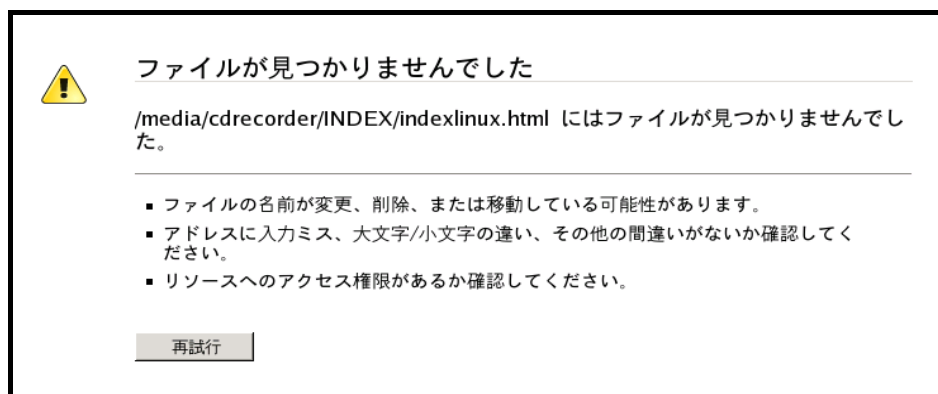 ファイルが見つかりませんでした
/media/cdrecorder/INDEX/indexlinux.html にはファイルが見つかりませんでし
た。
▪ ファイルの名前が変更、削除、または移動している可能性があります。
▪ アドレスに入力ミス、大文字/小文字の違い、その他の間違いがないか確認してく
ださい。
▪ リソースへのアクセス権限があるか確認してください。
再試行